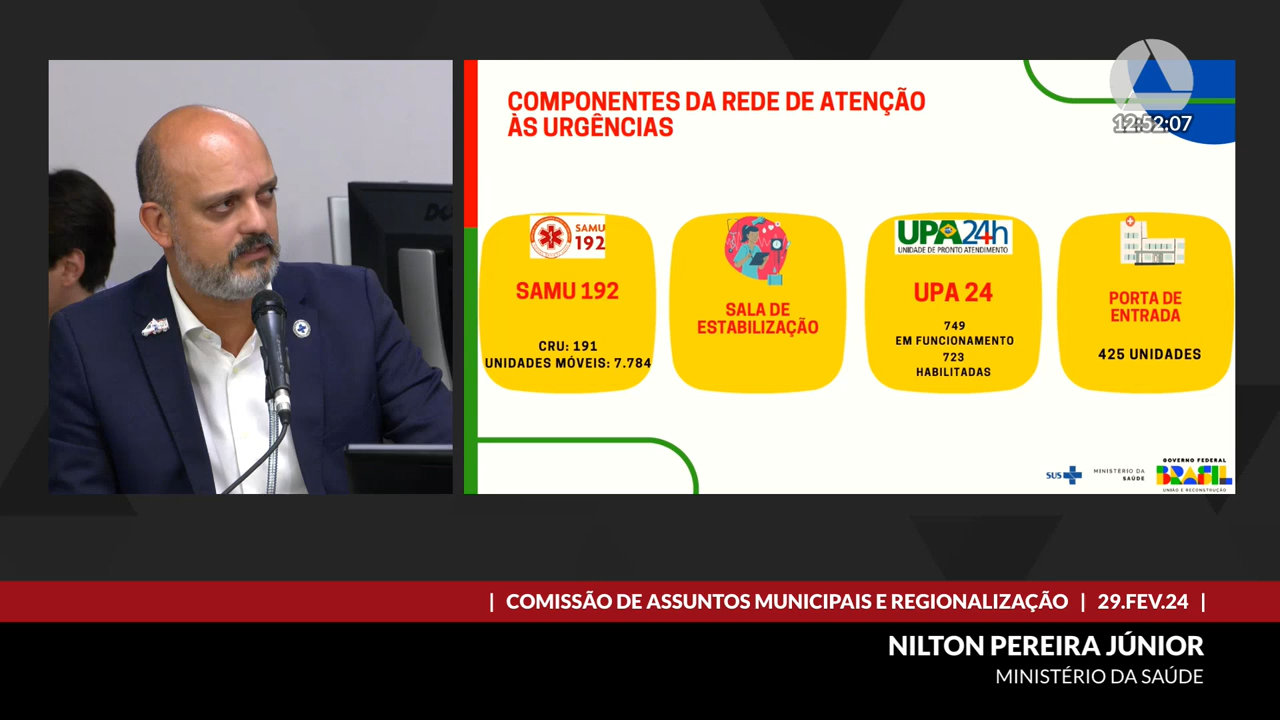 12:52:07
COMPONENTES DA REDE DE ATENÇÃO
ÀS URGÊNCIAS
SAMU
192
SAMU 192
CRU: 191
UNIDADES MÓVEIS: 7.784
SALA DE
ESTABILIZAÇÃO
UPA24h
UNIDADE DE PRONTO ATENDIMENTO
UPA 24
749
EM FUNCIONAMENTO
723
HABILITADAS
PORTA DE
ENTRADA
425 UNIDADES
SUS
MINISTÉRIO DA
SAÚDE
GOVERNO FEDERAL
BRASIL
UNIÃO E RECONSTRUÇÃO
| COMISSÃO DE ASSUNTOS MUNICIPAIS E REGIONALIZAÇÃO | 29.FEV.24 |
NILTON PEREIRA JÚNIOR
MINISTÉRIO DA SAÚDE